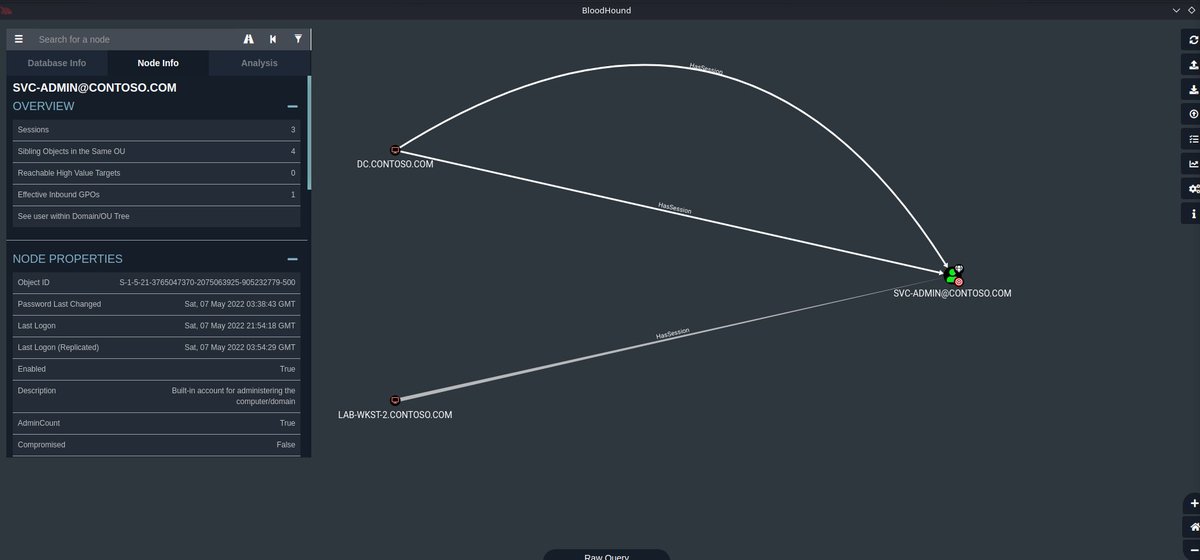 BloodHound
Search for a node
Database Info Node Info Analysis
SVC-ADMIN@CONTOSO.COM
OVERVIEW
Sessions 3
Sibling Objects in the Same OU 4
Reachable High Value Targets 0
Effective Inbound GPOs 1
See user within Domain/OU Tree
NODE PROPERTIES
Object ID S-1-5-21-3765047370-2075063925-905232779-500
Password Last Changed Sat, 07 May 2022 03:38:43 GMT
Last Logon Sat, 07 May 2022 21:54:18 GMT
Last Logon (Replicated) Sat, 07 May 2022 03:54:29 GMT
Enabled True
Description Built-in account for administering the
computer/domain
AdminCount True
Compromised False
HasSession
DC.CONTOSO.COM
HasSession
SVC-ADMIN@CONTOSO.COM
HasSession
LAB-WKST-2.CONTOSO.COM
Raw Query